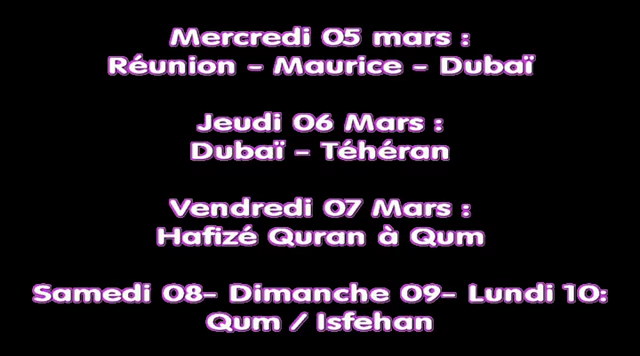 Mercredi 05 mars :
Réunion - Maurice - Dubaï
Jeudi 06 Mars :
Dubaï - Téhéran
Vendredi 07 Mars :
Hafizé Quran à Qum
Samedi 08- Dimanche 09- Lundi 10:
Qum / Isfehan